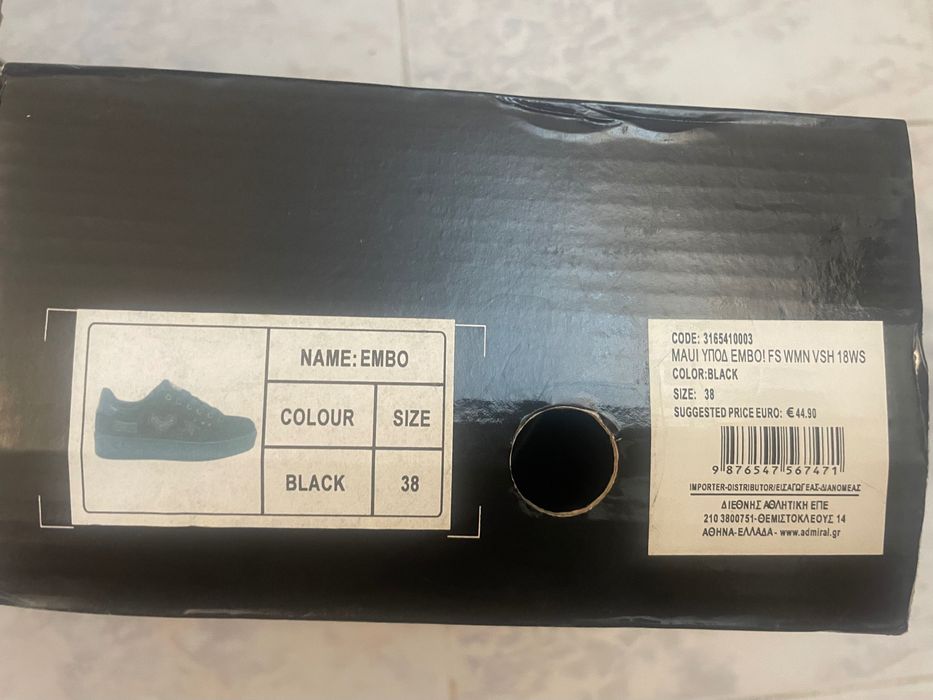 NAME: EMBO
COLOUR SIZE
BLACK 38
CODE: 3165410003
MAUI ΥΠΟΔ EMBO! FS WMN VSH 18WS
COLOR:BLACK
SIZE: 38
SUGGESTED PRICE EURO: €44.90
9 876547 567471
IMPORTER-DISTRIBUTOR/ΕΙΣΑΓΩΓΕΑΣ-ΔΙΑΝΟΜΕΑΣ
ΔΙΕΘΝΗΣ ΑΘΛΗΤΙΚΗ ΕΠΕ
210 3800751-ΘΕΜΙΣΤΟΚΛΕΟΥΣ 14
ΑΘΗΝΑ-ΕΛΛΑΔΑ - www.admiral.gr